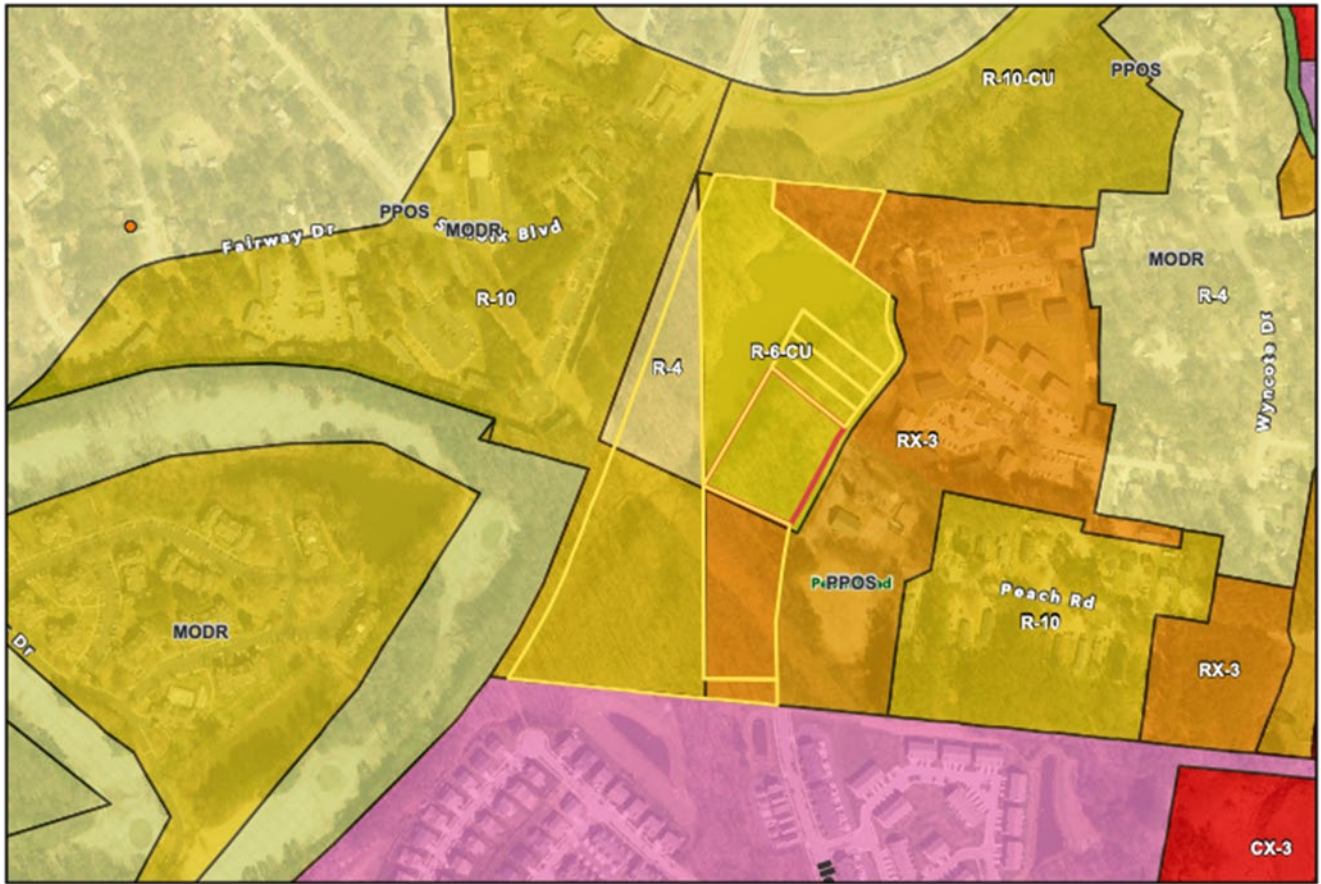 R-10-CU
PPOS
PPOS
MODR
Blvd
Fairway Dr
MODR
R-10
R-4
R-6-CU
R-4
Wyncote Dr
RX-3
PPOS
Peach Rd
R-10
MODR
Dr
RX-3
CX-3